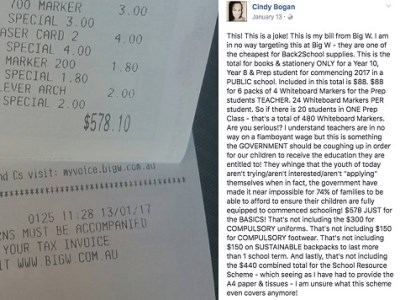 700 MARKER 3.00
SPECIAL 3.00
ASER CARD 2 4.00
SPECIAL 4.00
MARKER 200 1.80
SPECIAL 1.80
LEVER ARCH 2.00
SPECIAL 2.00
$578.10
nd Cs visit: myvoice.bigw.com.au
0125 11:28 13/01/17
NS MUST BE ACCOMPANIED
YOUR TAX INVOICE
IT WWW.BIGW.COM.AU
Cindy Bogan
January 13 ·
This! This is a joke! This is my bill from Big W. I am
in no way targeting this at Big W - they are one of
the cheapest for Back2School supplies. This is the
total for books & stationery ONLY for a Year 10,
Year 8 & Prep student for commencing 2017 in a
PUBLIC school. Included in this total is $88. $88
for 6 packs of 4 Whiteboard Markers for the Prep
students TEACHER. 24 Whiteboard Markers PER
student. So if there is 20 students in ONE Prep
Class - that's a total of 480 Whiteboard Markers.
Are you serious!? I understand teachers are in no
way on a flamboyant wage but this is something
the GOVERNMENT should be coughing up in order
for our children to receive the education they are
entitled to! They whinge that the youth of today
aren't trying/aren't interested/aren't "applying"
themselves when in fact, the government have
made it near impossible for 74% of families to be
able to afford to ensure their children are fully
equipped to commenced schooling! $578 JUST for
the BASICS! That's not including the $300 for
COMPULSORY uniforms. That's not including $150
for COMPULSORY footwear. That's not including
$150 on SUSTAINABLE backpacks to last more
than 1 school term. And lastly, that's not including
the $440 combined total for the School Resource
Scheme - which seeing as I have had to provide the
A4 paper & tissues - I am unsure what this scheme
even covers anymore!